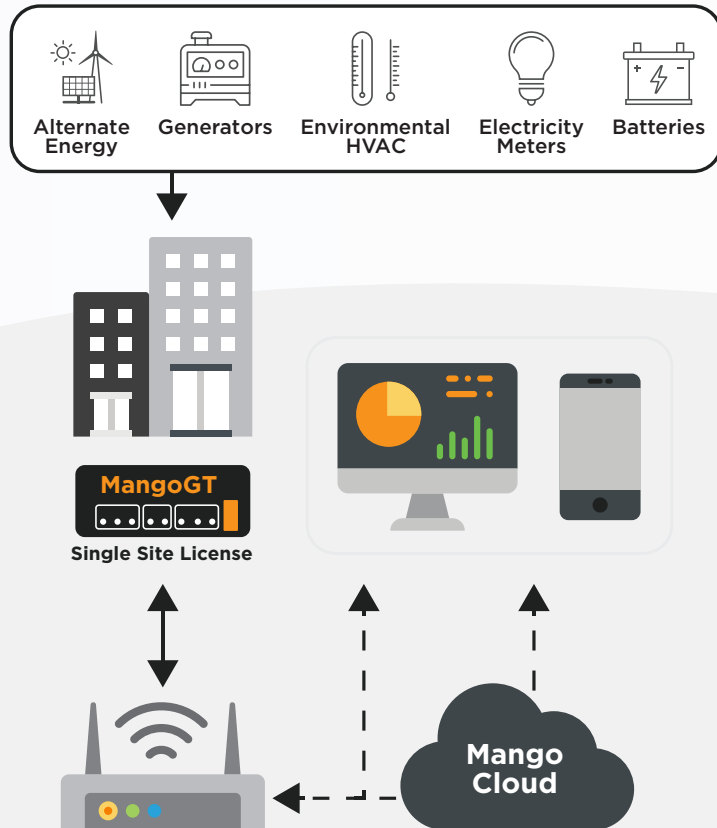 Alternate
Energy
Generators
Environmental
HVAC
Electricity
Meters
Batteries
MangoGT
Single Site License
Mango
Cloud